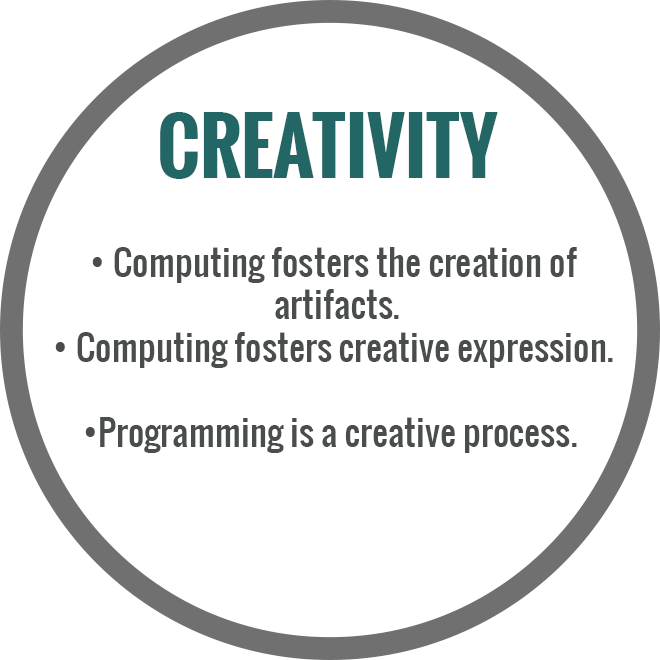 CREATIVITY
• Computing fosters the creation of
artifacts.
• Computing fosters creative expression.
•Programming is a creative process.